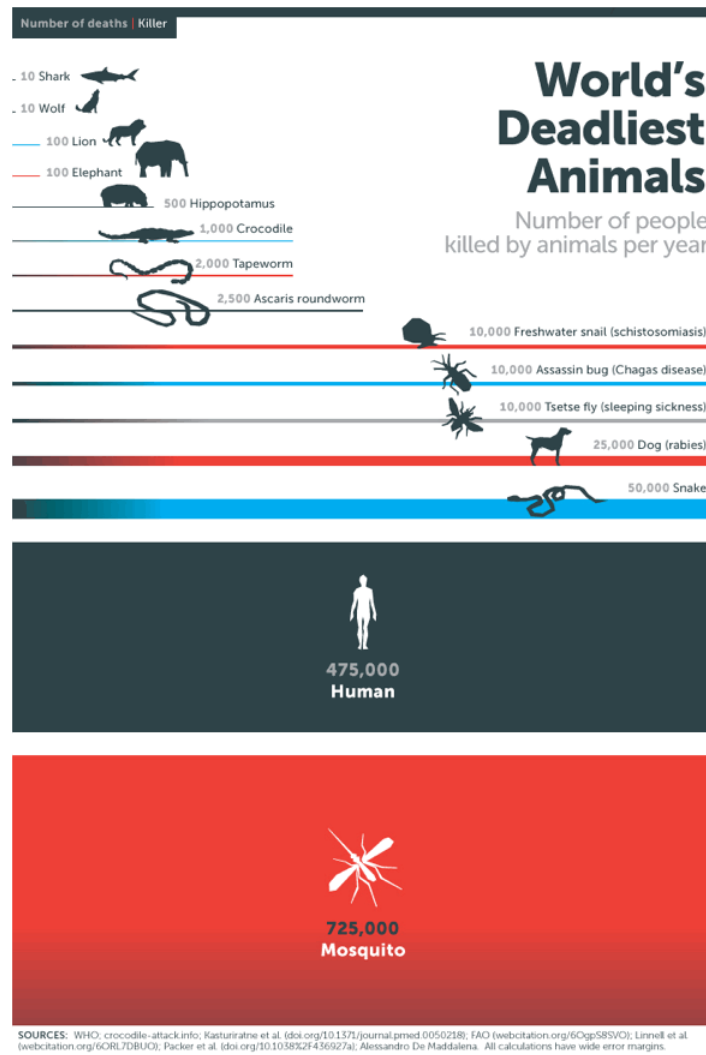 Number of deaths | Killer
World's
Deadliest
Animals
Number of people
killed by animals per year
10 Shark
10 Wolf
100 Lion
100 Elephant
500 Hippopotamus
1,000 Crocodile
2,000 Tapeworm
2,500 Ascaris roundworm
10,000 Freshwater snail (schistosomiasis)
10,000 Assassin bug (Chagas disease)
10,000 Tsetse fly (sleeping sickness)
25,000 Dog (rabies)
50,000 Snake
475,000
Human
725,000
Mosquito
SOURCES: WHO; crocodile-attack.info; Kasturiratne et al. (doi.org/10.1371/journal.pmed.0050218); FAO (webcitation.org/6OgpS8SVO); Linnell et al.
(webcitation.org/6ORL7DBUO); Packer et al. (doi.org/10.1038%2F436927a); Alessandro De Maddalena. All calculations have wide error margins.